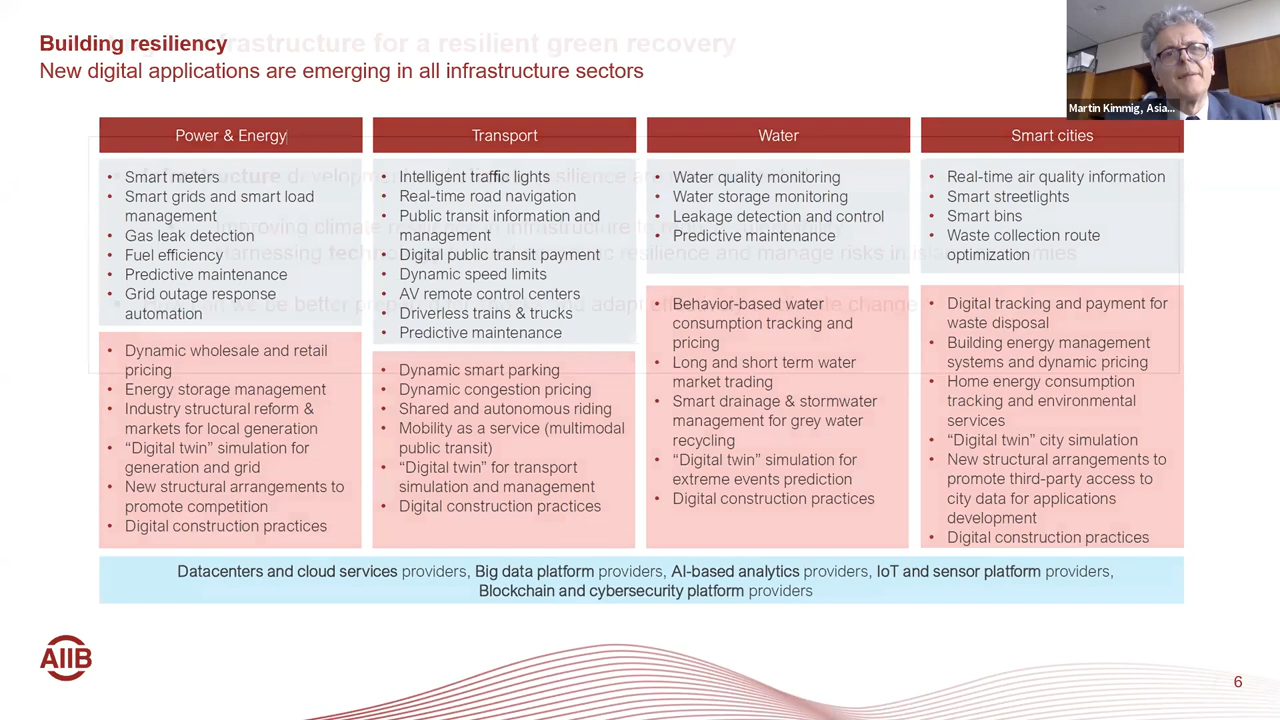 Building resiliency
frastructure for a resilient green recovery
New digital applications are emerging in all infrastructure sectors
Martin Kimmig, Asia...
Power & Energy
• Smart meters
• Smart grids and smart load
management
• Gas leak detection
• Fuel efficiency
• Predictive maintenance
• Grid outage response
automation
• Dynamic wholesale and retail
pricing
• Energy storage management
• Industry structural reform &
markets for local generation
• “Digital twin” simulation for
generation and grid
• New structural arrangements to
promote competition
• Digital construction practices
Transport
• Intelligent traffic lights
• Real-time road navigation
• Public transit information and
management
• Digital public transit payment
• Dynamic speed limits
• AV remote control centers
• Driverless trains & trucks
• Predictive maintenance
• Dynamic smart parking
• Dynamic congestion pricing
• Shared and autonomous riding
• Mobility as a service (multimodal
public transit)
• “Digital twin” for transport
simulation and management
• Digital construction practices
Water
• Water quality monitoring
• Water storage monitoring
• Leakage detection and control
• Predictive maintenance
• Behavior-based water
consumption tracking and
pricing
• Long and short term water
market trading
• Smart drainage & stormwater
management for grey water
recycling
• “Digital twin” simulation for
extreme events prediction
• Digital construction practices
Smart cities
• Real-time air quality information
• Smart streetlights
• Smart bins
• Waste collection route
optimization
• Digital tracking and payment for
waste disposal
• Building energy management
systems and dynamic pricing
• Home energy consumption
tracking and environmental
services
• “Digital twin” city simulation
• New structural arrangements to
promote third-party access to
city data for applications
development
• Digital construction practices
Datacenters and cloud services providers, Big data platform providers, AI-based analytics providers, IoT and sensor platform providers,
Blockchain and cybersecurity platform providers
AIIB
6